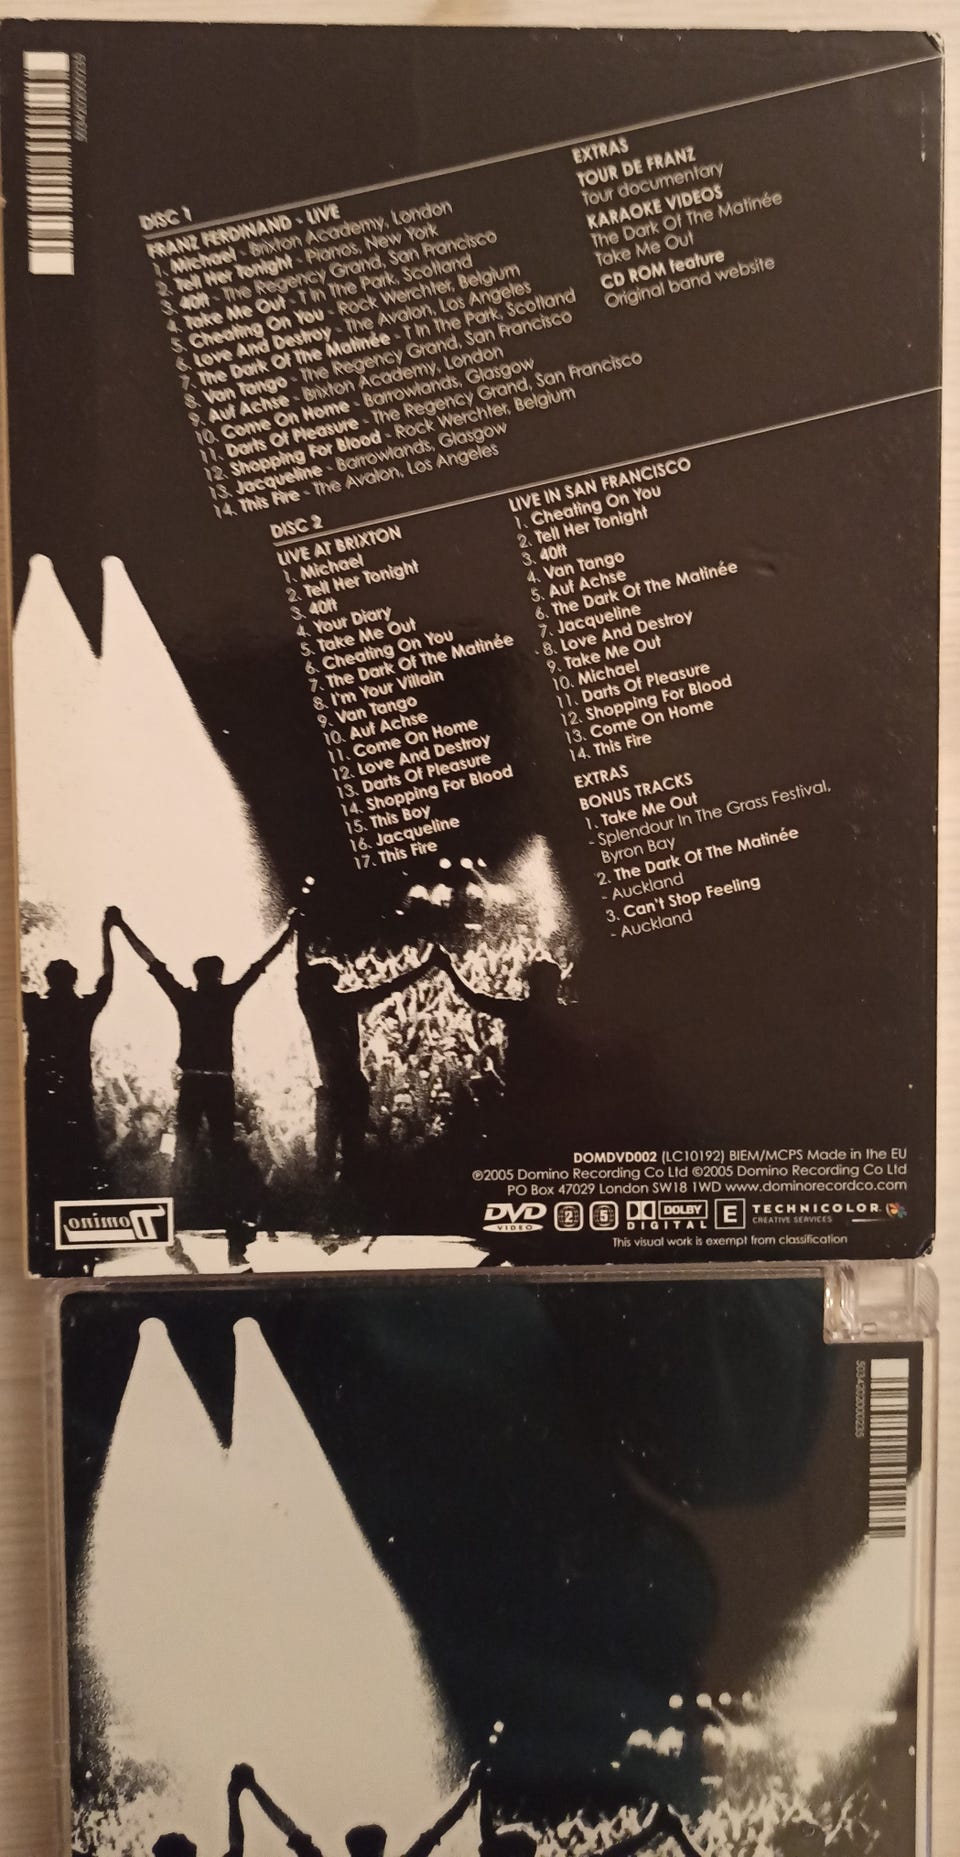 DISC 1
FRANZ FERDINAND - LIVE
1. Michael - Brixton Academy, London
2. Tell Her Tonight - Pianos, New York
3. 40ft - The Regency Grand, San Francisco
4. Take Me Out - T In The Park, Scotland
5. Cheating On You - Rock Werchter, Belgium
6. Love And Destroy - The Avalon, Los Angeles
7. The Dark Of The Matinée - T In The Park, Scotland
8. Van Tango - The Regency Grand, San Francisco
9. Auf Achse - Brixton Academy, London
10. Come On Home - Barrowlands, Glasgow
11. Darts Of Pleasure - The Regency Grand, San Francisco
12. Shopping For Blood - Rock Werchter, Belgium
13. Jacqueline - Barrowlands, Glasgow
14. This Fire - The Avalon, Los Angeles
EXTRAS
TOUR DE FRANZ
Tour documentary
KARAOKE VIDEOS
The Dark Of The Matinée
Take Me Out
CD ROM feature
Original band website
DISC 2
LIVE AT BRIXTON
1. Michael
2. Tell Her Tonight
3. 40ft
4. Your Diary
5. Take Me Out
6. Cheating On You
7. The Dark Of The Matinée
8. I'm Your Villain
9. Van Tango
10. Auf Achse
11. Come On Home
12. Love And Destroy
13. Darts Of Pleasure
14. Shopping For Blood
15. This Boy
16. Jacqueline
17. This Fire
LIVE IN SAN FRANCISCO
1. Cheating On You
2. Tell Her Tonight
3. 40ft
4. Van Tango
5. Auf Achse
6. The Dark Of The Matinée
7. Jacqueline
8. Love And Destroy
9. Take Me Out
10. Michael
11. Darts Of Pleasure
12. Shopping For Blood
13. Come On Home
14. This Fire
EXTRAS
BONUS TRACKS
1. Take Me Out
- Splendour In The Grass Festival,
Byron Bay
2. The Dark Of The Matinée
- Auckland
3. Can't Stop Feeling
- Auckland
DOMDVD002 (LC10192) BIEM/MCPS Made in the EU
℗2005 Domino Recording Co Ltd ©2005 Domino Recording Co Ltd
PO Box 47029 London SW18 1WD www.dominorecordco.com
Domino
DVD VIDEO 2 5 DOLBY DIGITAL E TECHNICOLOR CREATIVE SERVICES
This visual work is exempt from classification
5034202000235